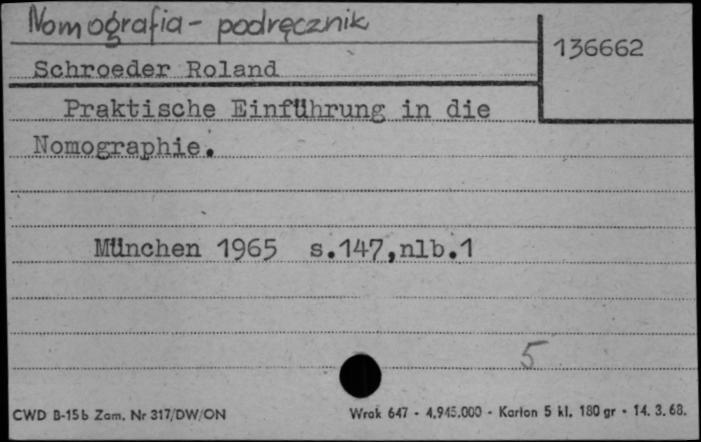 Nomografia - podręcznik
136662
Schroeder Roland
Praktische Einführung in die
Nomographie.
München 1965 s.147,nlb.1
5
CWD B-15b Zam. Nr 317/DW/ON
Wrak 647 - 4.945.000 - Karton 5 kl. 180 gr - 14. 3. 68.